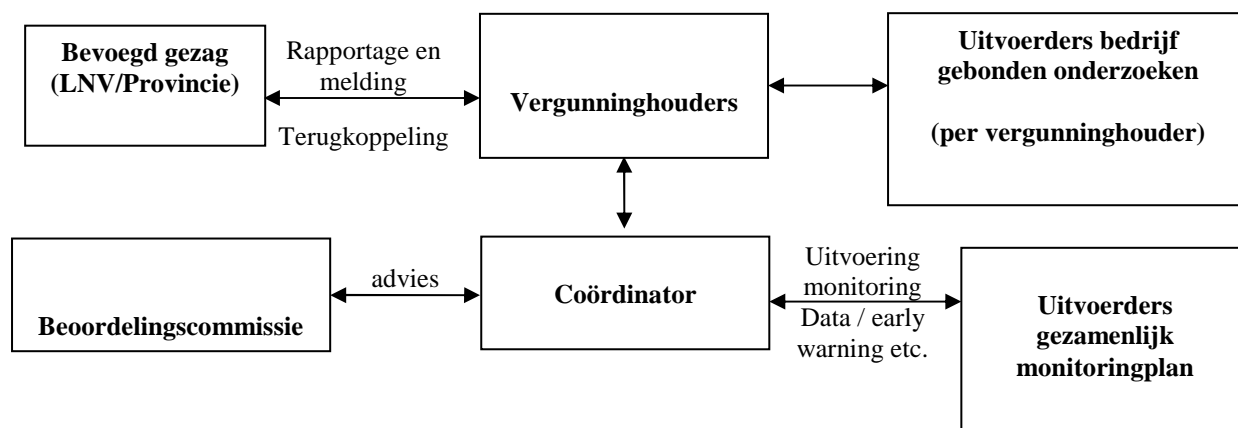 Bevoegd gezag
(LNV/Provincie)
Rapportage en
melding
Terugkoppeling
Vergunninghouders
Uitvoerders bedrijf
gebonden onderzoeken
(per vergunninghouder)
Beoordelingscommissie
advies
Coördinator
Uitvoering
monitoring
Data / early
warning etc.
Uitvoerders
gezamenlijk
monitoringplan